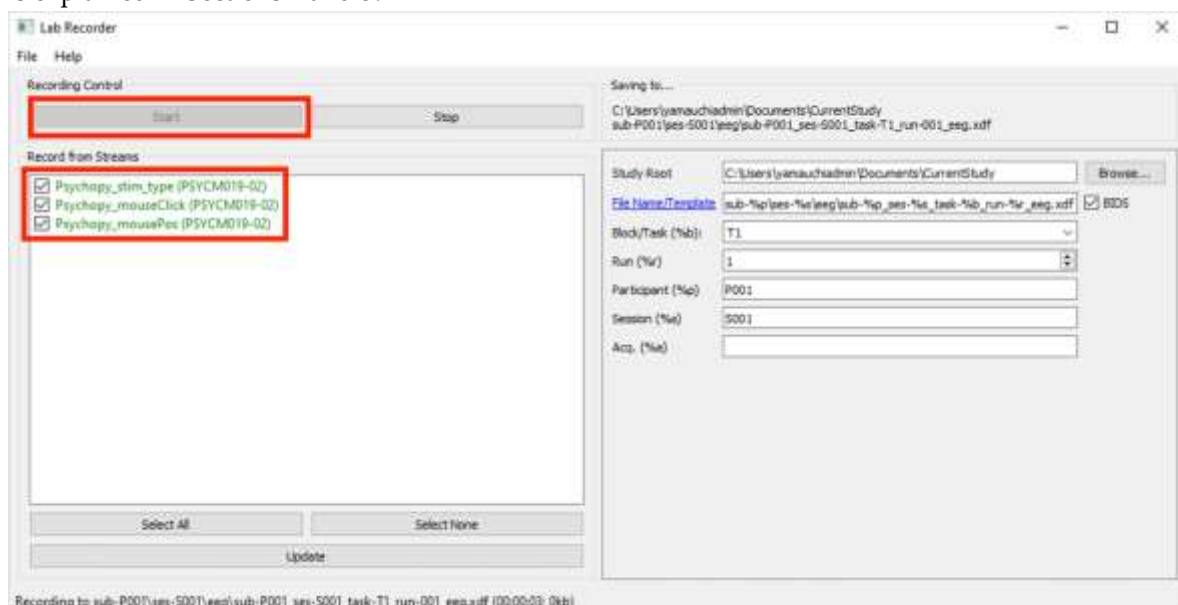 Lab Recorder
File Help
Recording Control
Start
Stop
Record from Streams
Psychopy_stim_type (PSYCM019-02)
Psychopy_mouseClick (PSYCM019-02)
Psychopy_mousePos (PSYCM019-02)
Select All
Select None
Update
Saving to....
C:\Users\yamauchiadmin\Documents\CurrentStudy
sub-P001\ses-S001\eeg\sub-P001_ses-S001_task-T1_run-001_eeg.xdf
Study Root C:\Users\yamauchiadmin\Documents\CurrentStudy Browse...
File Name/Template sub-%p\ses-%s\eeg\sub-%p_ses-%s_task-%b_run-%r_eeg.xdf BIDS
Block/Task (%b): T1
Run (%r) 1
Participant (%p) P001
Session (%s) S001
Acq. (%a)
Recording to sub-P001\ses-S001\eeg\sub-P001_ses-S001_task-T1_run-001_eeg.xdf (00:00:03; 0kb)